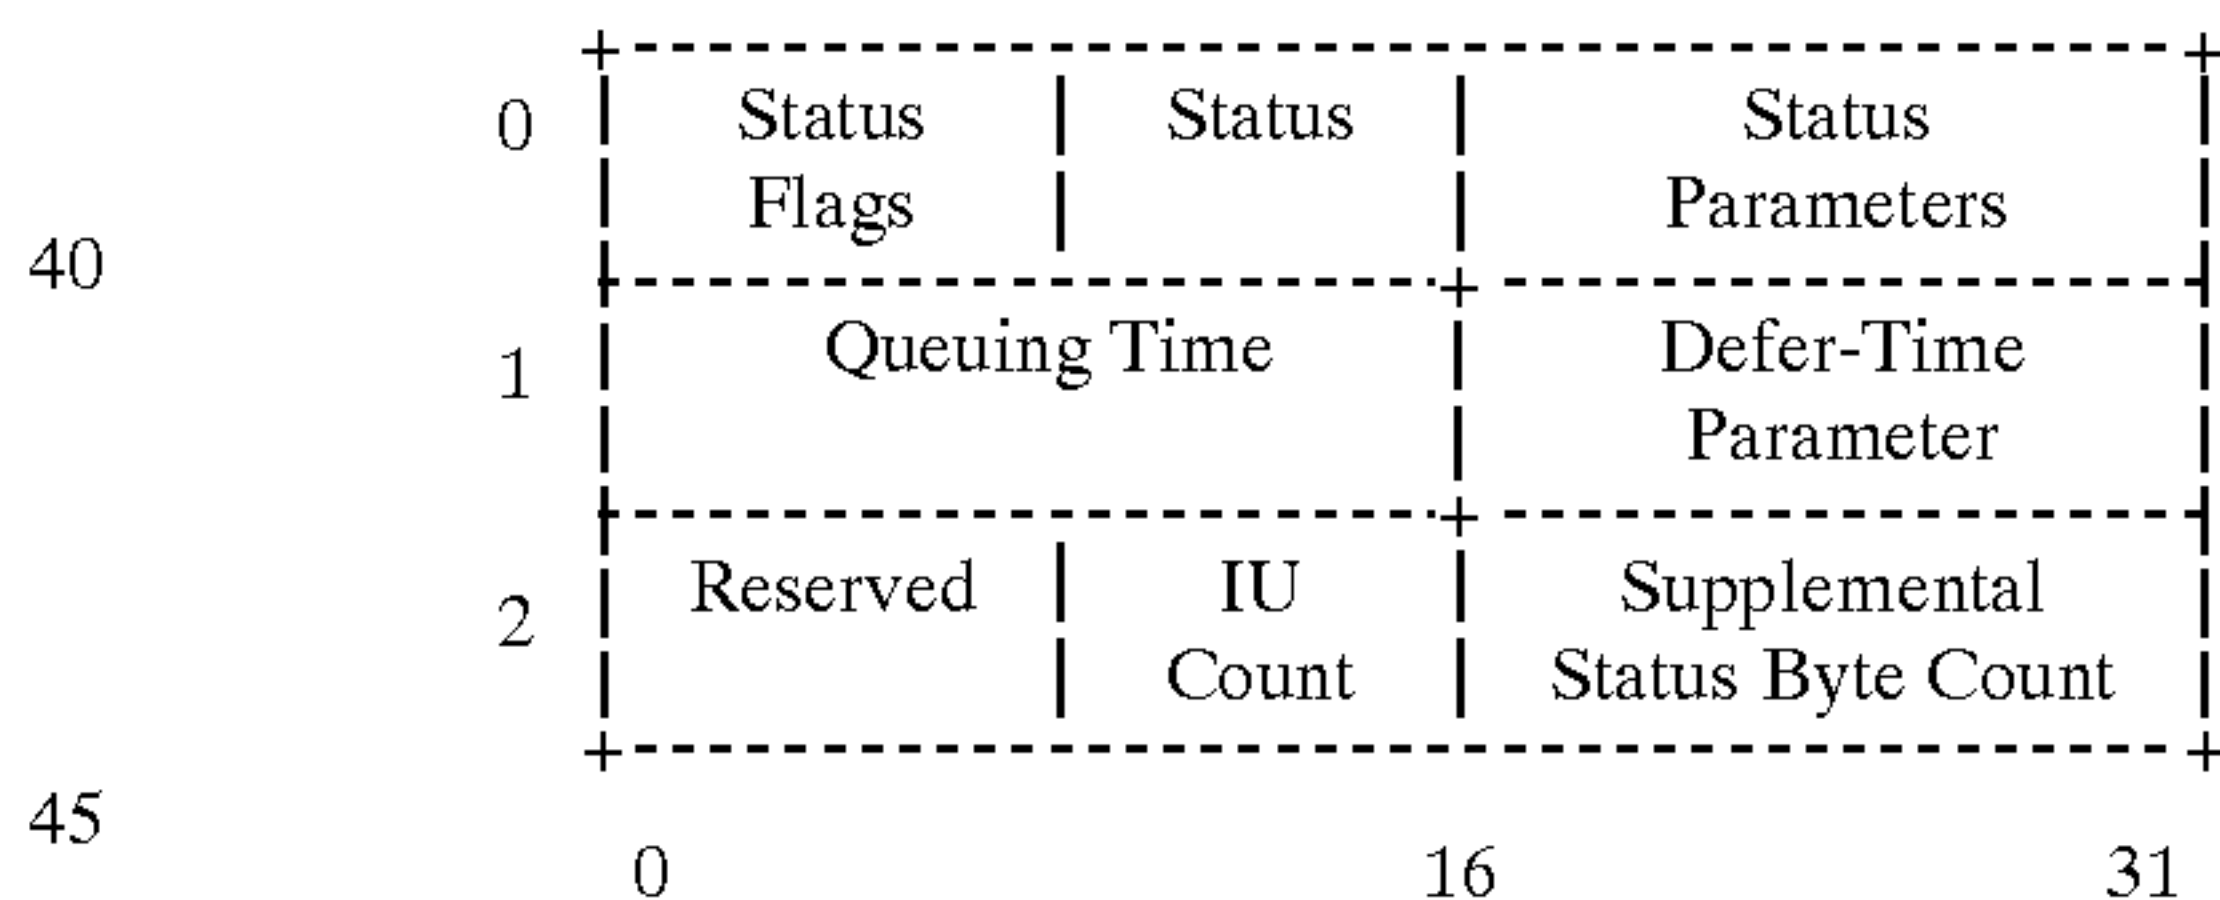 0 Status Status Status
Flags Parameters
40
1 Queuing Time Defer-Time
Parameter
2 Reserved IU Supplemental
Count Status Byte Count
45
0 16 31